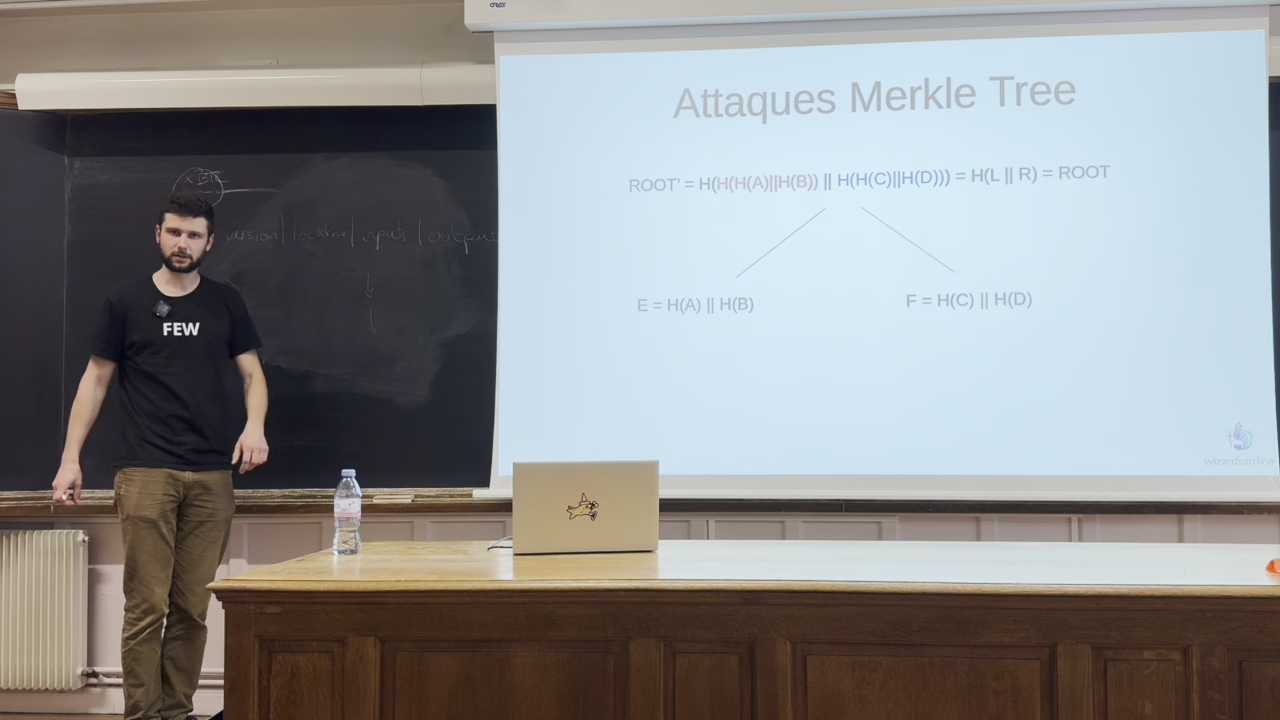 Attaques Merkle Tree
ROOT' = H(H(H(A)||H(B)) || H(H(C)||H(D))) = H(L || R) = ROOT
E = H(A) || H(B)
F = H(C) || H(D)
wizardsardine
version | locktime | inputs | outputs
FEW